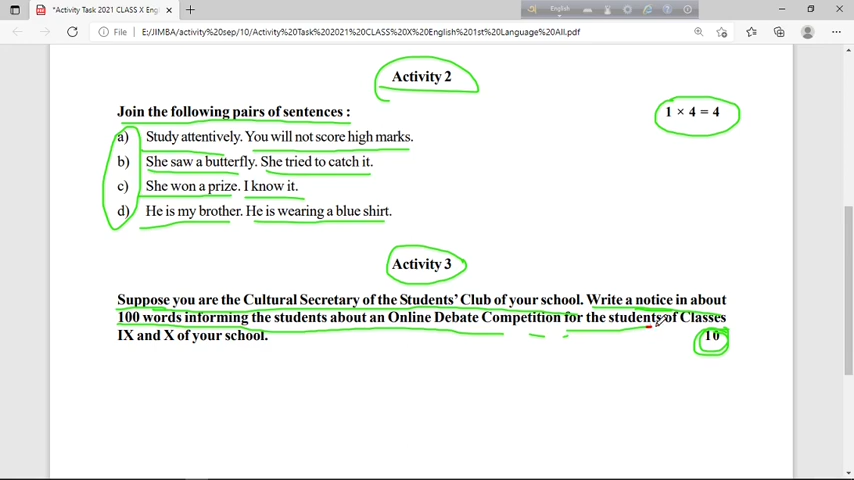 *Activity Task 2021 CLASS X Engl
English
File
E:/JIMBA/activity%20sep/10/Activity%20Task%202021%20CLASS%20X%20English%201st%20Language%20All.pdf
Activity 2
Join the following pairs of sentences :
1 × 4 = 4
a) Study attentively. You will not score high marks.
b) She saw a butterfly. She tried to catch it.
c) She won a prize. I know it.
d) He is my brother. He is wearing a blue shirt.
Activity 3
Suppose you are the Cultural Secretary of the Students' Club of your school. Write a notice in about
100 words informing the students about an Online Debate Competition for the students of Classes
IX and X of your school.
10